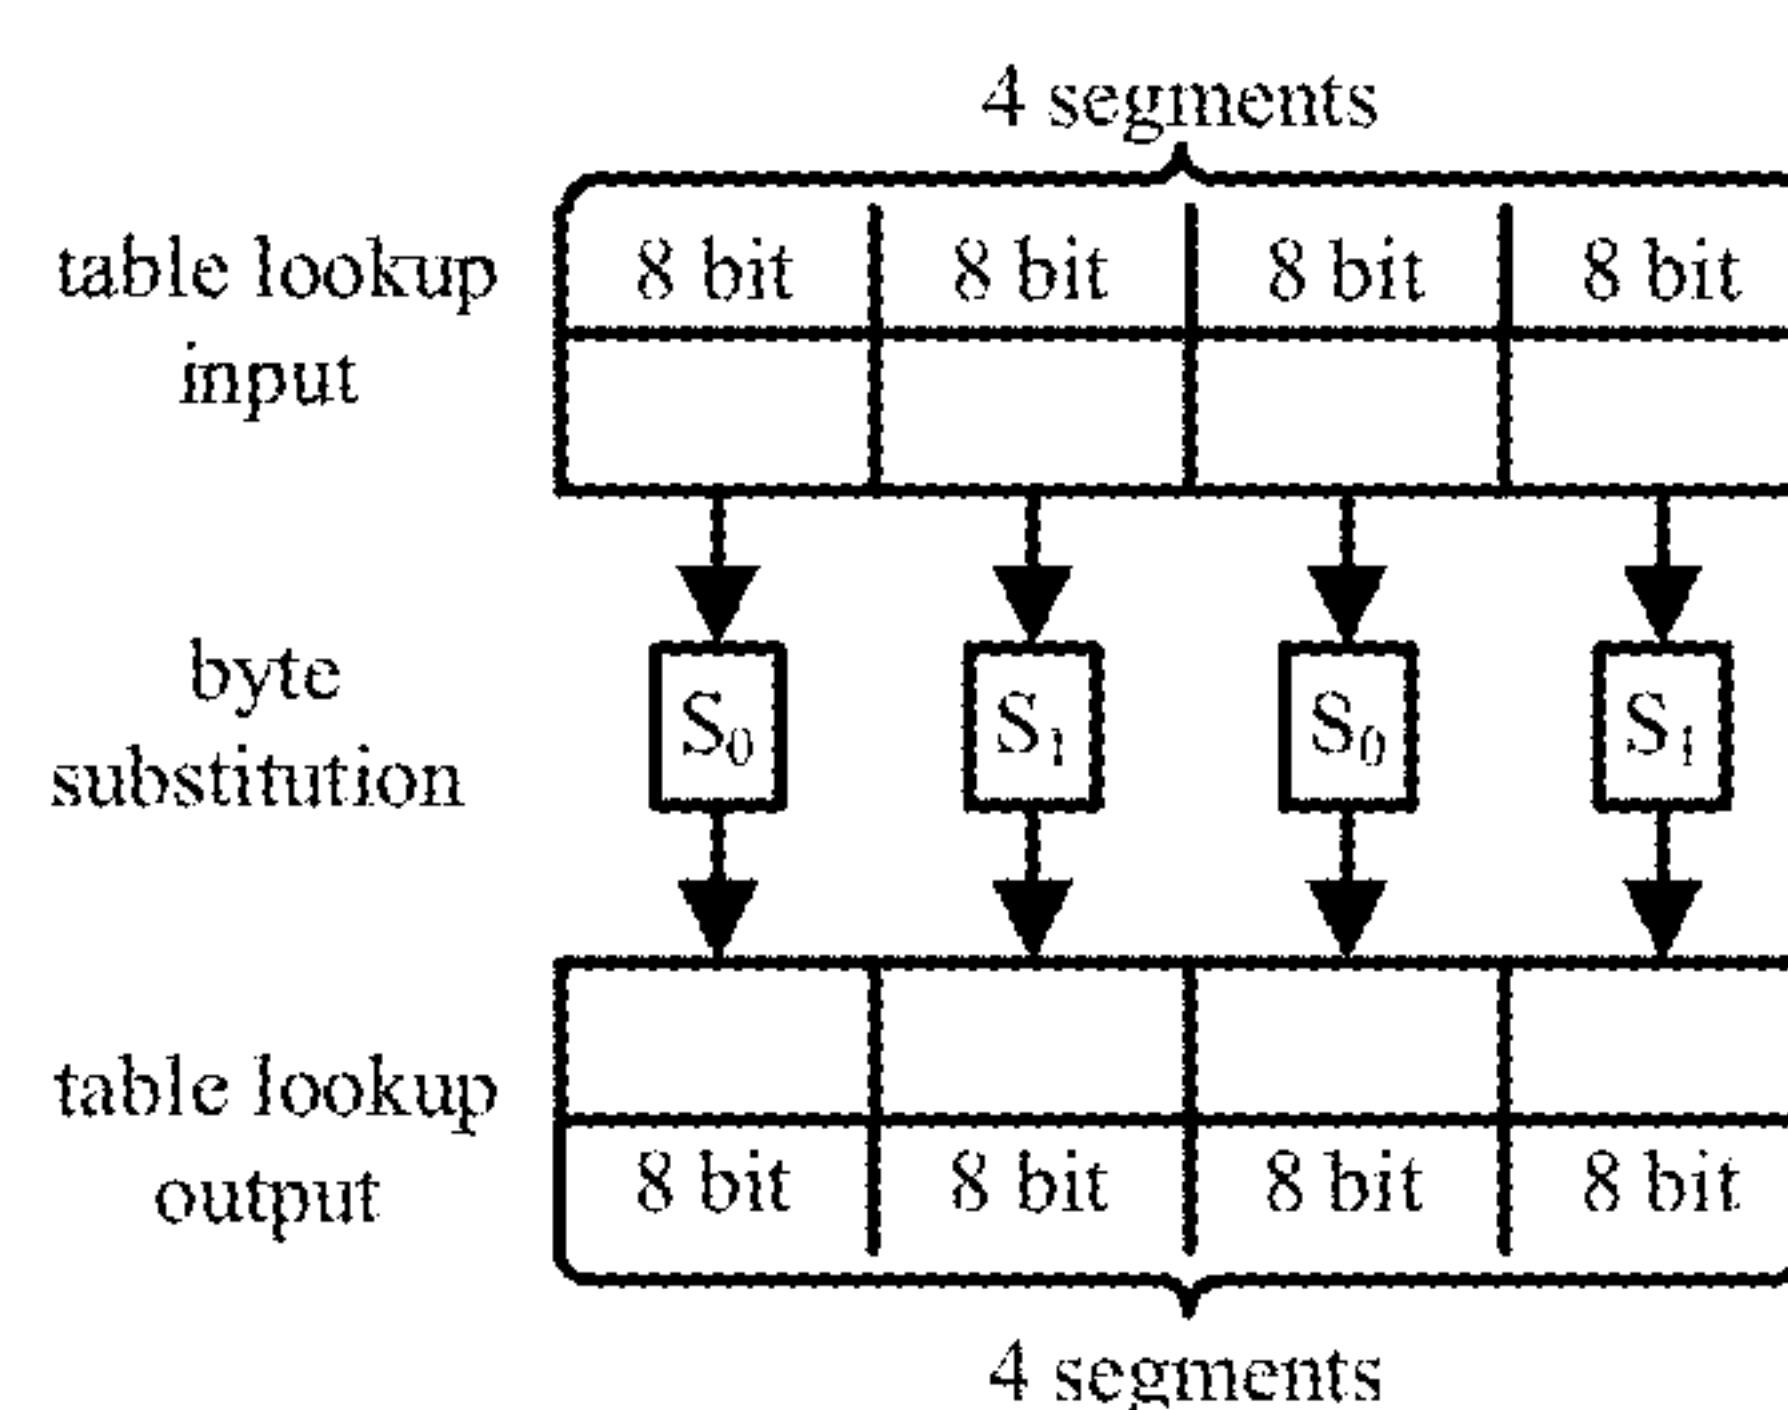 4 segments
8 bit 8 bit 8 bit 8 bit
table lookup
input
byte
substitution
S₀ S₁ S₀ S₁
table lookup
output
8 bit 8 bit 8 bit 8 bit
4 segments